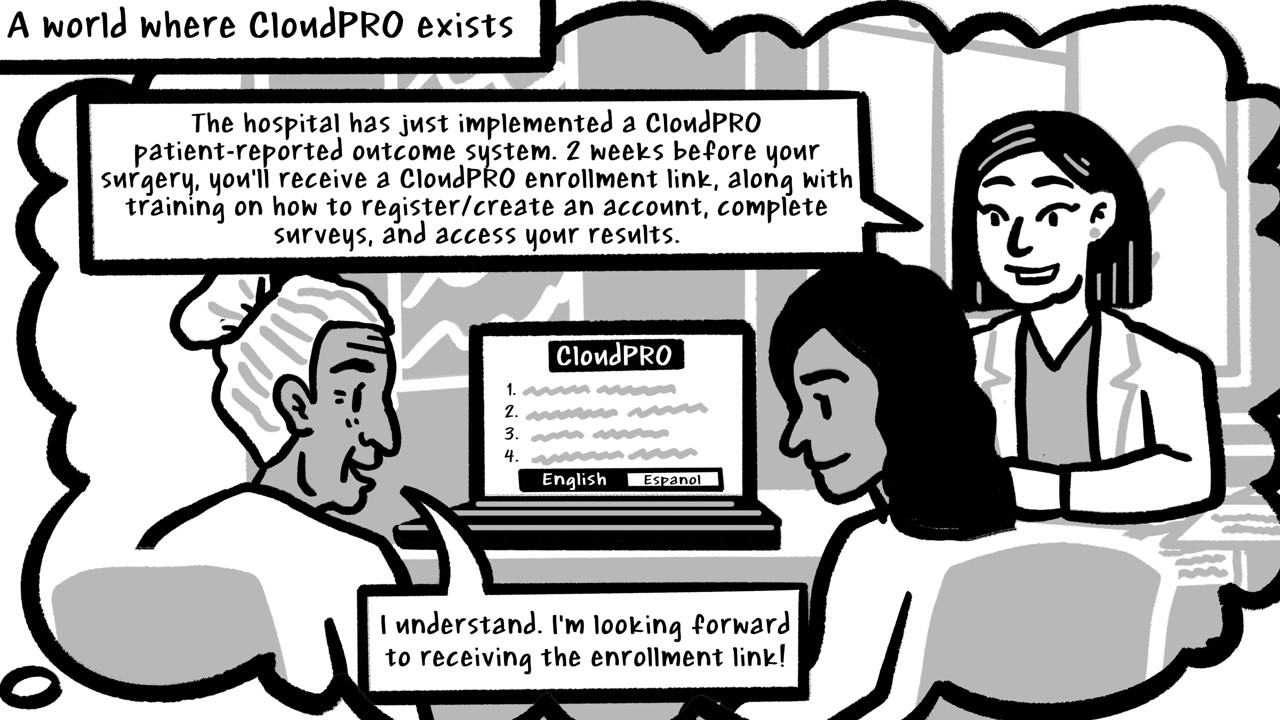 A world where CloudPRO exists
The hospital has just implemented a CloudPRO
patient-reported outcome system. 2 weeks before your
surgery, you'll receive a CloudPRO enrollment link, along with
training on how to register/create an account, complete
surveys, and access your results.
CloudPRO
1.
2.
3.
4.
English Espanol
I understand. I'm looking forward
to receiving the enrollment link!